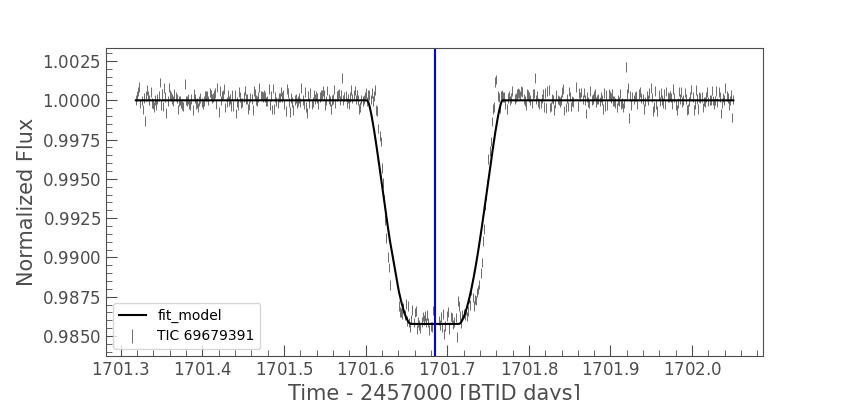 1.0025
1.0000
0.9975
0.9950
0.9925
0.9900
0.9875
0.9850
Normalized Flux
fit_model
TIC 69679391
1701.3 1701.4 1701.5 1701.6 1701.7 1701.8 1701.9 1702.0
Time - 2457000 [BTJD days]